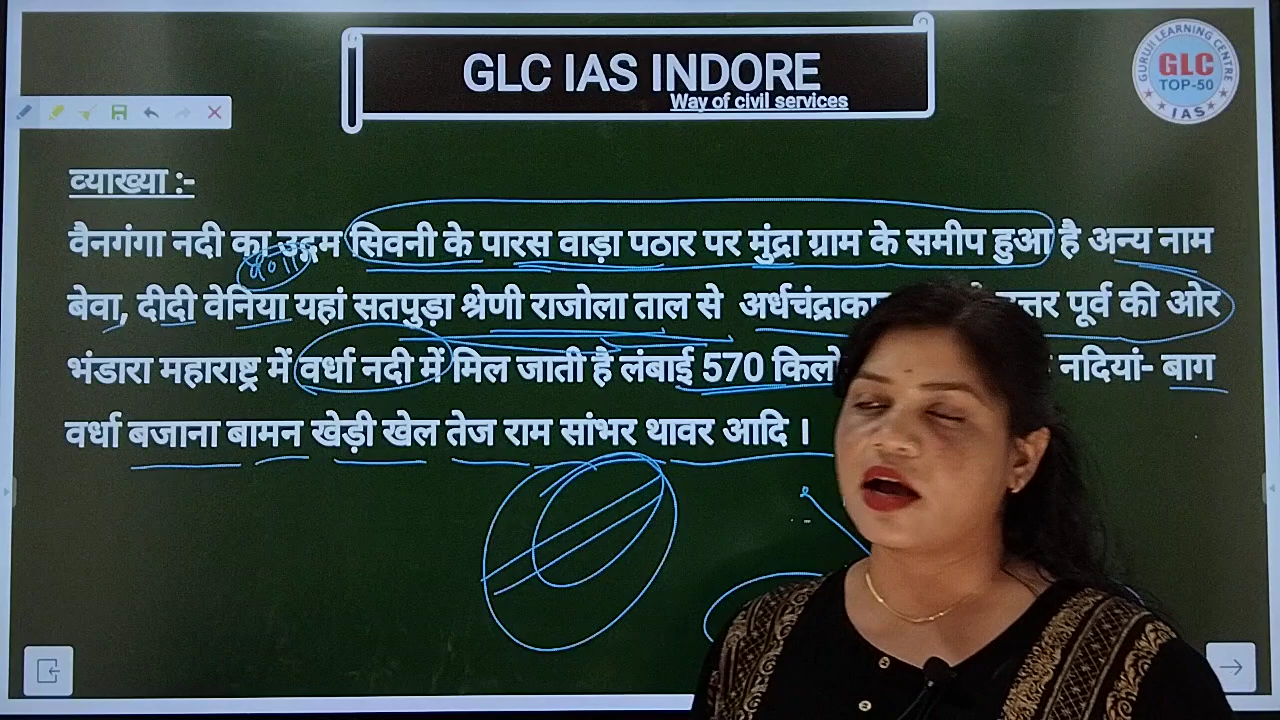 GLC IAS INDORE
Way of civil services
GURUJI LEARNING CENTRE
GLC
TOP-50
IAS
व्याख्या :-
वैनगंगा नदी का उद्गम सिवनी के पारस वाड़ा पठार पर मुंद्रा ग्राम के समीप हुआ है अन्य नाम
बेवा, दीदी वेनिया यहां सतपुड़ा श्रेणी राजोला ताल से अर्धचंद्राकार उत्तर पूर्व की ओर
भंडारा महाराष्ट्र में वर्धा नदी में मिल जाती है लंबाई 570 किलो नदियां- बाग
वर्धा बजाना बामन खेड़ी खेल तेज राम सांभर थावर आदि ।